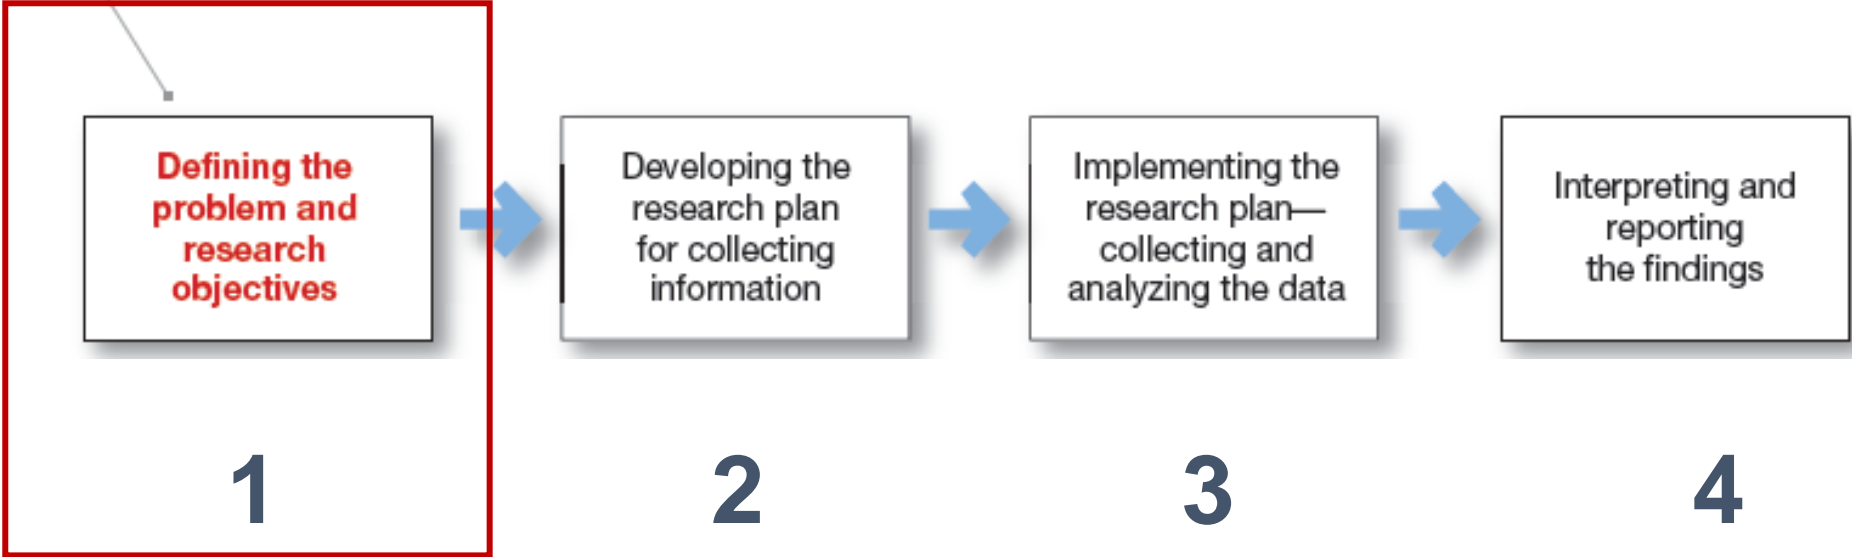 Defining the
problem and
research
objectives
Developing the
research plan
for collecting
information
Implementing the
research plan—
collecting and
analyzing the data
Interpreting and
reporting
the findings
1
2
3
4